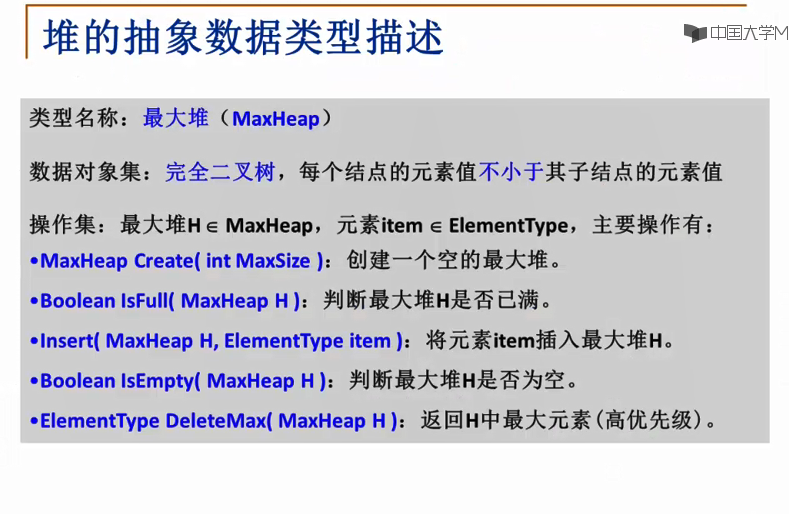 堆的抽象数据类型描述
中国大学M
类型名称：最大堆（MaxHeap）
数据对象集：完全二叉树，每个结点的元素值不小于其子结点的元素值
操作集：最大堆H ∈ MaxHeap，元素item ∈ ElementType，主要操作有：
•MaxHeap Create( int MaxSize )：创建一个空的最大堆。
•Boolean IsFull( MaxHeap H )：判断最大堆H是否已满。
•Insert( MaxHeap H, ElementType item )：将元素item插入最大堆H。
•Boolean IsEmpty( MaxHeap H )：判断最大堆H是否为空。
•ElementType DeleteMax( MaxHeap H )：返回H中最大元素(高优先级)。